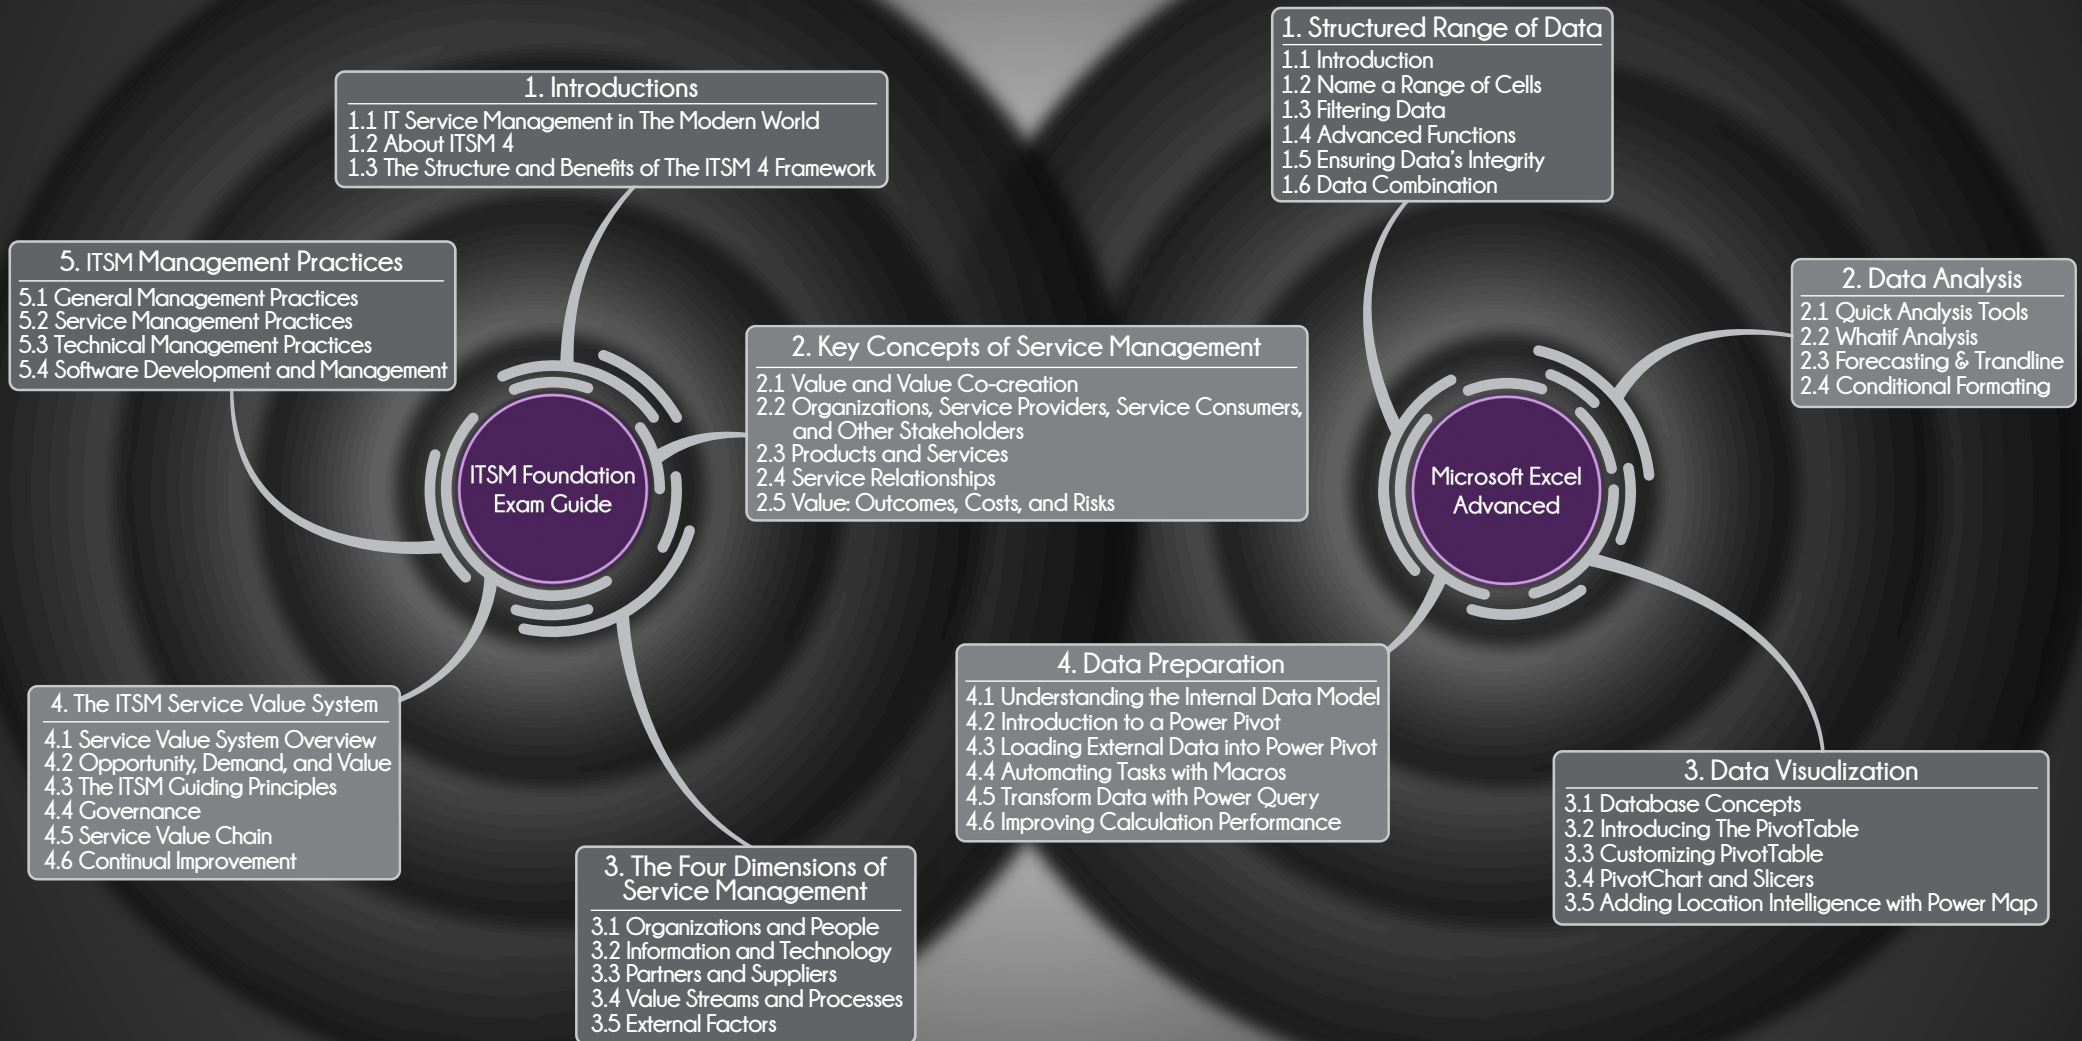 ITSM Foundation
Exam Guide
1. Introductions
1.1 IT Service Management in The Modern World
1.2 About ITSM 4
1.3 The Structure and Benefits of The ITSM 4 Framework
2. Key Concepts of Service Management
2.1 Value and Value Co-creation
2.2 Organizations, Service Providers, Service Consumers,
and Other Stakeholders
2.3 Products and Services
2.4 Service Relationships
2.5 Value: Outcomes, Costs, and Risks
3. The Four Dimensions of
Service Management
3.1 Organizations and People
3.2 Information and Technology
3.3 Partners and Suppliers
3.4 Value Streams and Processes
3.5 External Factors
4. The ITSM Service Value System
4.1 Service Value System Overview
4.2 Opportunity, Demand, and Value
4.3 The ITSM Guiding Principles
4.4 Governance
4.5 Service Value Chain
4.6 Continual Improvement
5. ITSM Management Practices
5.1 General Management Practices
5.2 Service Management Practices
5.3 Technical Management Practices
5.4 Software Development and Management
Microsoft Excel
Advanced
1. Structured Range of Data
1.1 Introduction
1.2 Name a Range of Cells
1.3 Filtering Data
1.4 Advanced Functions
1.5 Ensuring Data's Integrity
1.6 Data Combination
2. Data Analysis
2.1 Quick Analysis Tools
2.2 Whatif Analysis
2.3 Forecasting & Trandline
2.4 Conditional Formating
3. Data Visualization
3.1 Database Concepts
3.2 Introducing The PivotTable
3.3 Customizing PivotTable
3.4 PivotChart and Slicers
3.5 Adding Location Intelligence with Power Map
4. Data Preparation
4.1 Understanding the Internal Data Model
4.2 Introduction to a Power Pivot
4.3 Loading External Data into Power Pivot
4.4 Automating Tasks with Macros
4.5 Transform Data with Power Query
4.6 Improving Calculation Performance